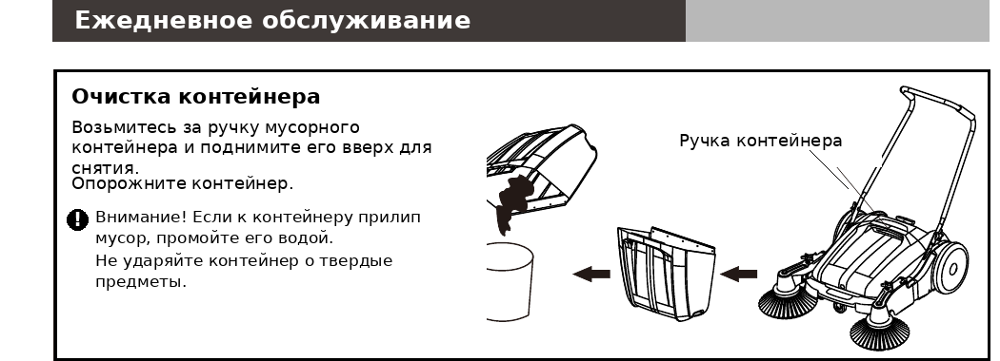 Ежедневное обслуживание
Очистка контейнера
Возьмитесь за ручку мусорного
контейнера и поднимите его вверх для
снятия.
Опорожните контейнер.
Внимание! Если к контейнеру прилип
мусор, промойте его водой.
Не ударяйте контейнер о твердые
предметы.
Ручка контейнера